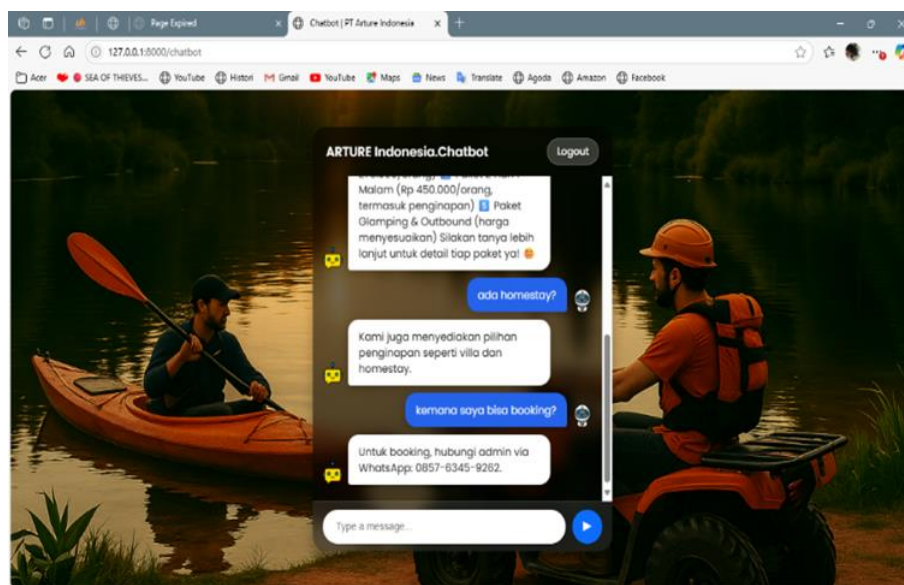 Page Expired
Chatbot | PT Arture Indonesia
127.0.0.1:8000/chatbot
Acer
SEA OF THIEVES...
YouTube
Histori
Gmail
YouTube
Maps
News
Translate
Agoda
Amazon
Facebook
ARTURE Indonesia.Chatbot
Logout
Malam (Rp 450.000/orang,
termasuk penginapan) 5 Paket
Glamping & Outbound (harga
menyesuaikan) Silakan tanya lebih
lanjut untuk detail tiap paket ya! 😊
ada homestay?
Kami juga menyediakan pilihan
penginapan seperti villa dan
homestay.
kemana saya bisa booking?
Untuk booking, hubungi admin via
WhatsApp: 0857-6345-9262.
Type a message...